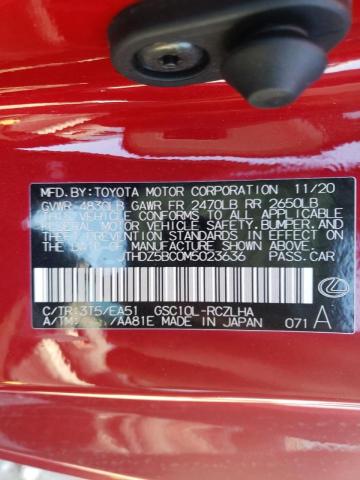 MFD.BY:TOYOTA MOTOR CORPORATION 11/20
GVWR 4830LB GAWR FR 2470LB RR 2650LB
THIS VEHICLE CONFORMS TO ALL APPLICABLE
FEDERAL MOTOR VEHICLE SAFETY, BUMPER, AND
THEFT PREVENTION STANDARDS IN EFFECT ON
THE DATE OF MANUFACTURE SHOWN ABOVE.
JTHDZ5BC0M5023636 PASS.CAR
C/TR:3T5/EA51 GSC10L-RCZLHA
A/TM: /AA81E MADE IN JAPAN 071 A